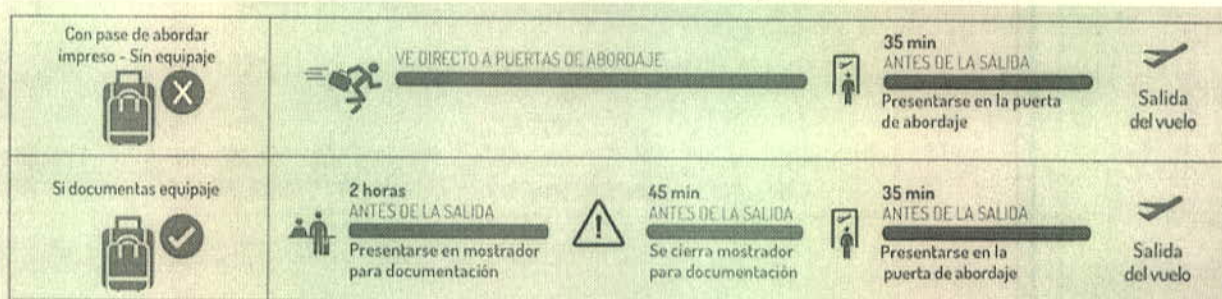 Con pase de abordar
impreso - Sin equipaje
VE DIRECTO A PUERTAS DE ABORDAJE
35 min
ANTES DE LA SALIDA
Presentarse en la puerta
de abordaje
Salida
del vuelo
Si documentas equipaje
2 horas
ANTES DE LA SALIDA
Presentarse en mostrador
para documentación
45 min
ANTES DE LA SALIDA
Se cierra mostrador
para documentación
35 min
ANTES DE LA SALIDA
Presentarse en la
puerta de abordaje
Salida
del vuelo